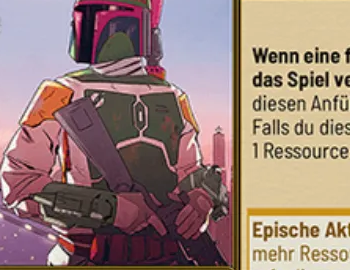 Wenn eine f
das Spiel ve
diesen Anfü
Falls du dies
1 Ressource
Epische Akt
mehr Resso